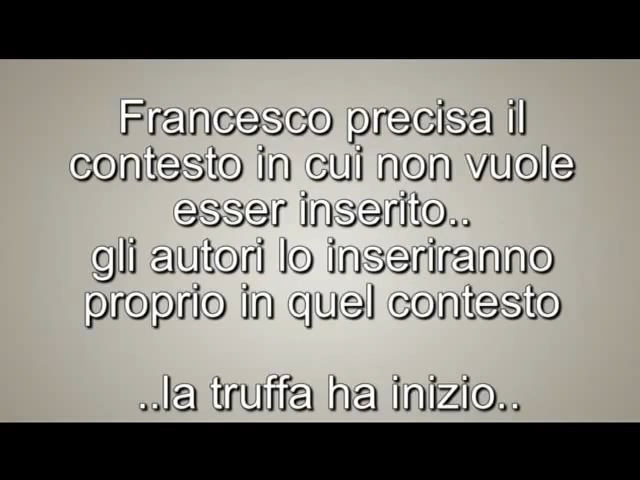 Francesco precisa il
contesto in cui non vuole
esser inserito..
gli autori lo inseriranno
proprio in quel contesto
..la truffa ha inizio..